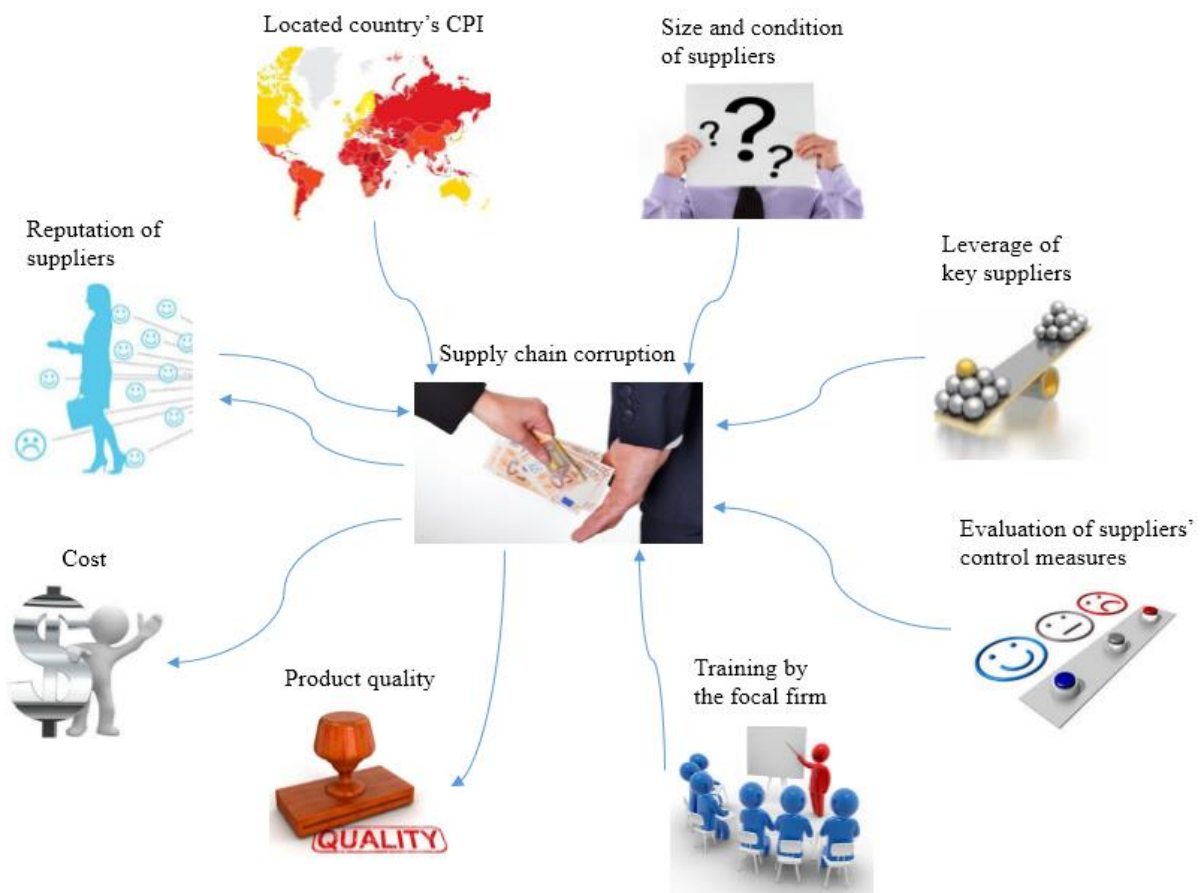 Located country’s CPI
Size and condition
of suppliers
Reputation of
suppliers
Leverage of
key suppliers
Supply chain corruption
Evaluation of suppliers’
control measures
Cost
Product quality
Training by
the focal firm
? ? ?
$
QUALITY